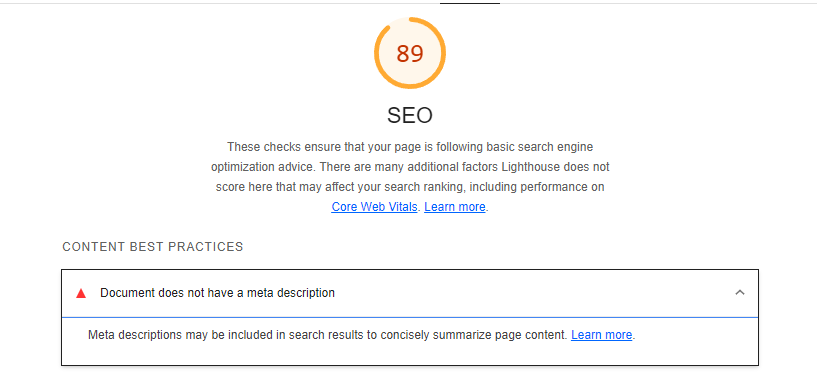 89
SEO
These checks ensure that your page is following basic search engine
optimization advice. There are many additional factors Lighthouse does not
score here that may affect your search ranking, including performance on
Core Web Vitals. Learn more.
CONTENT BEST PRACTICES
Document does not have a meta description
Meta descriptions may be included in search results to concisely summarize page content. Learn more.